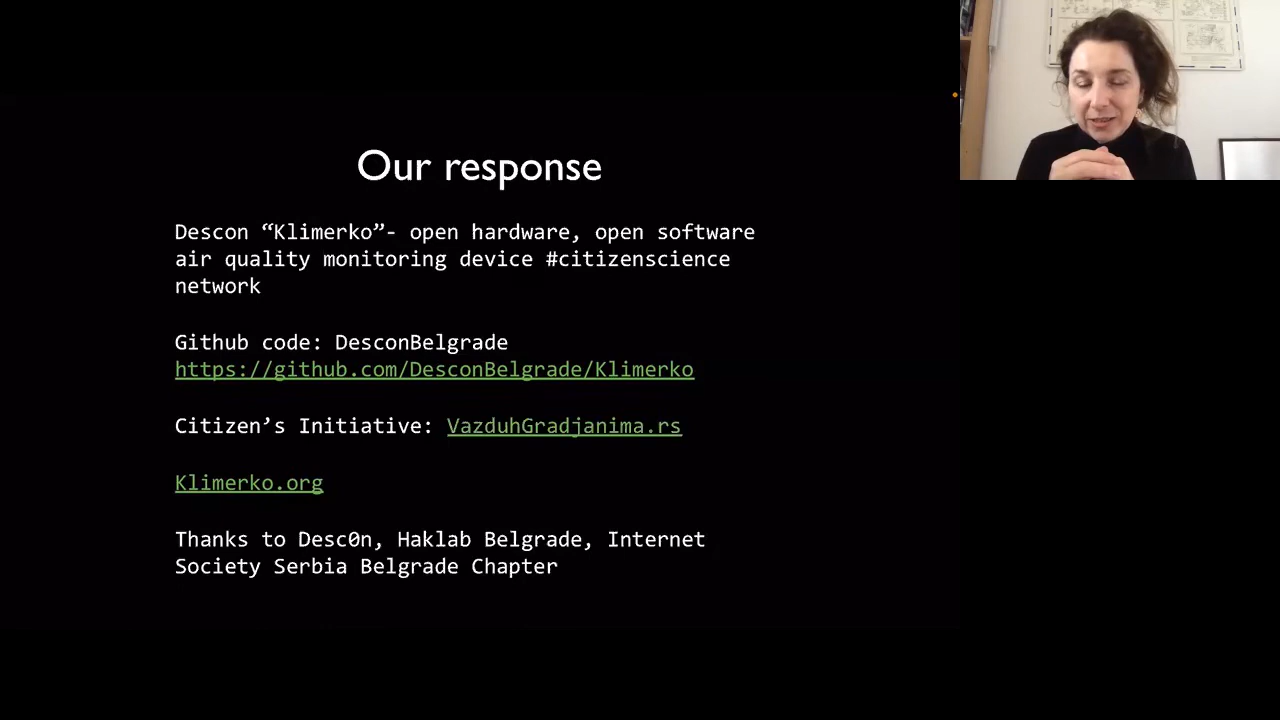 Our response
Descon “Klimerko”- open hardware, open software
air quality monitoring device #citizenscience
network
Github code: DesconBelgrade
https://github.com/DesconBelgrade/Klimerko
Citizen’s Initiative: VazduhGradjanima.rs
Klimerko.org
Thanks to Desc0n, Haklab Belgrade, Internet
Society Serbia Belgrade Chapter